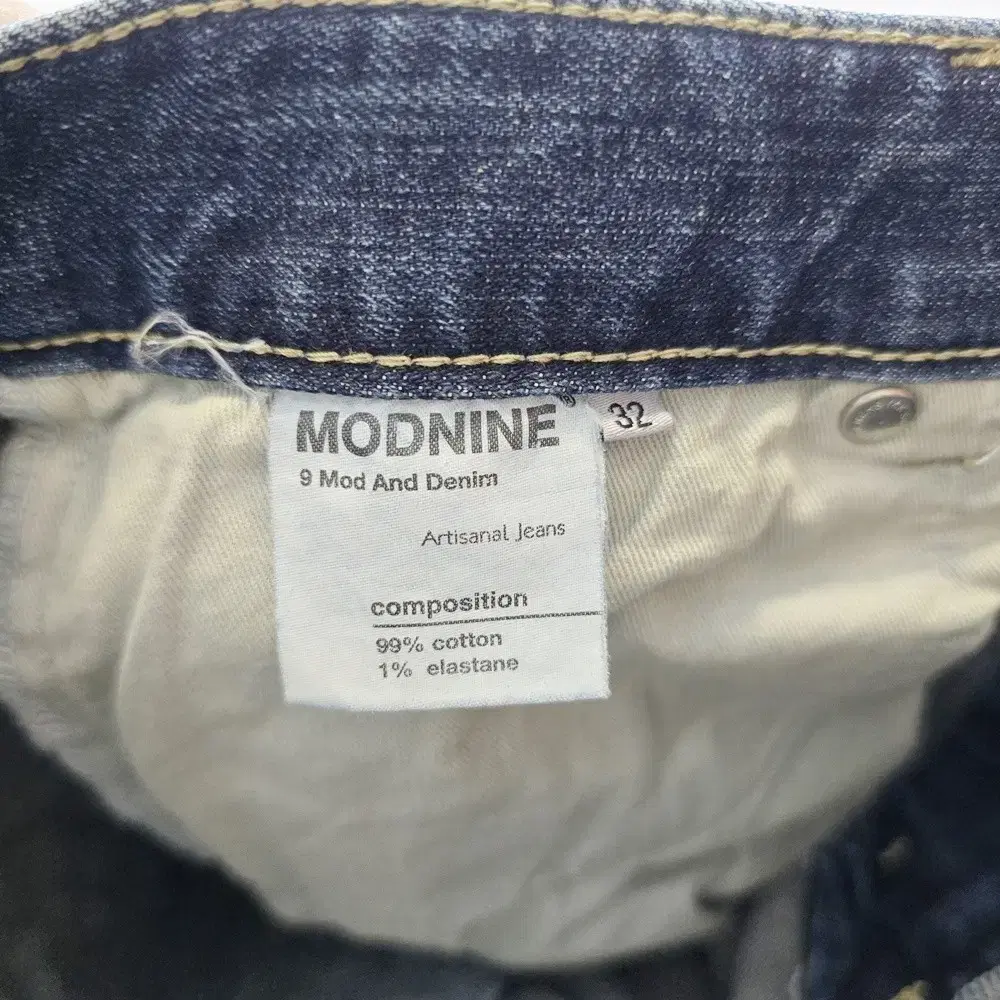 MODNINE®
32
9 Mod And Denim
Artisanal Jeans
composition
99% cotton
1% elastane